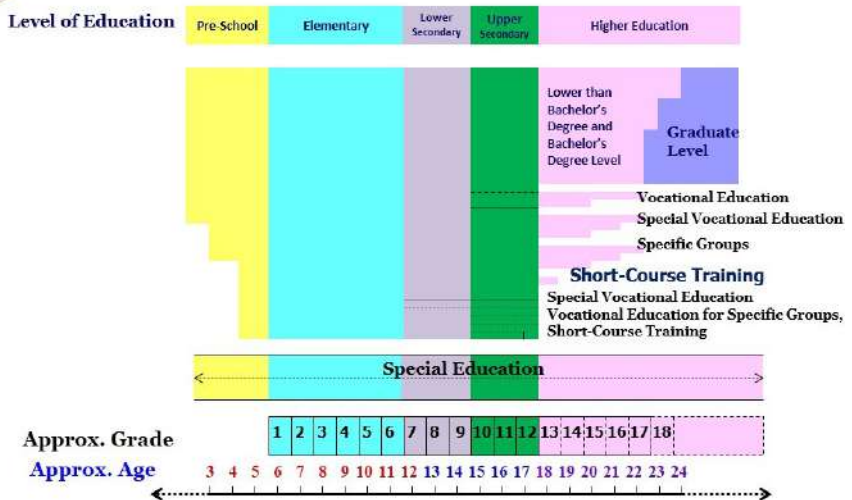 Level of Education
Pre-School
Elementary
Lower
Secondary
Upper
Secondary
Higher Education
Lower than
Bachelor's
Degree and
Bachelor's
Degree Level
Graduate
Level
Vocational Education
Special Vocational Education
Specific Groups
Short-Course Training
Special Vocational Education
Vocational Education for Specific Groups,
Short-Course Training
Special Education
Approx. Grade
1 2 3 4 5 6 7 8 9 10 11 12 13 14 15 16 17 18
Approx. Age
3 4 5 6 7 8 9 10 11 12 13 14 15 16 17 18 19 20 21 22 23 24